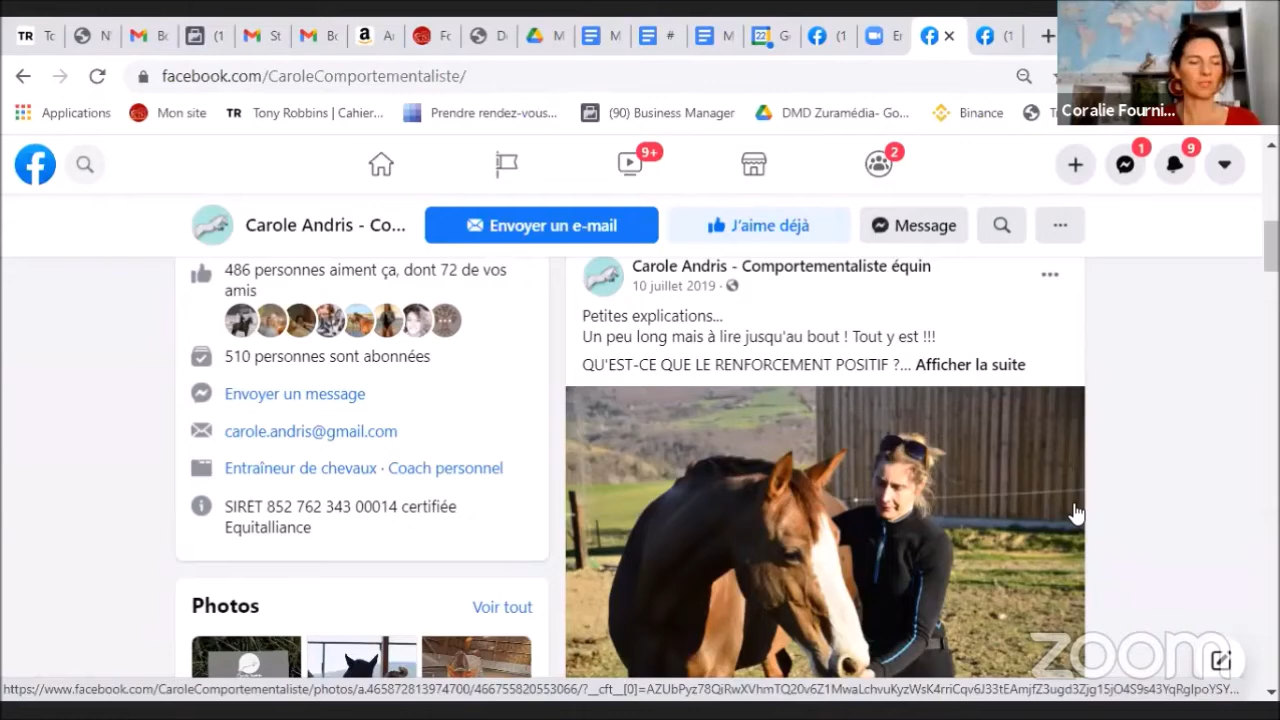 TR
facebook.com/CaroleComportementaliste/
Coralie Fourni...
Applications
Mon site
TR Tony Robbins | Cahier...
Prendre rendez-vous...
(90) Business Manager
DMD Zuramédia- Go...
Binance
9+
2
1
9
Carole Andris - Co...
Envoyer un e-mail
J'aime déjà
Message
486 personnes aiment ça, dont 72 de vos
amis
510 personnes sont abonnées
Envoyer un message
carole.andris@gmail.com
Entraîneur de chevaux · Coach personnel
SIRET 852 762 343 00014 certifiée
Equitalliance
Photos
Voir tout
Carole Andris - Comportementaliste équin
10 juillet 2019 ·
Petites explications...
Un peu long mais à lire jusqu'au bout ! Tout y est !!!
QU'EST-CE QUE LE RENFORCEMENT POSITIF ?... Afficher la suite
zoom